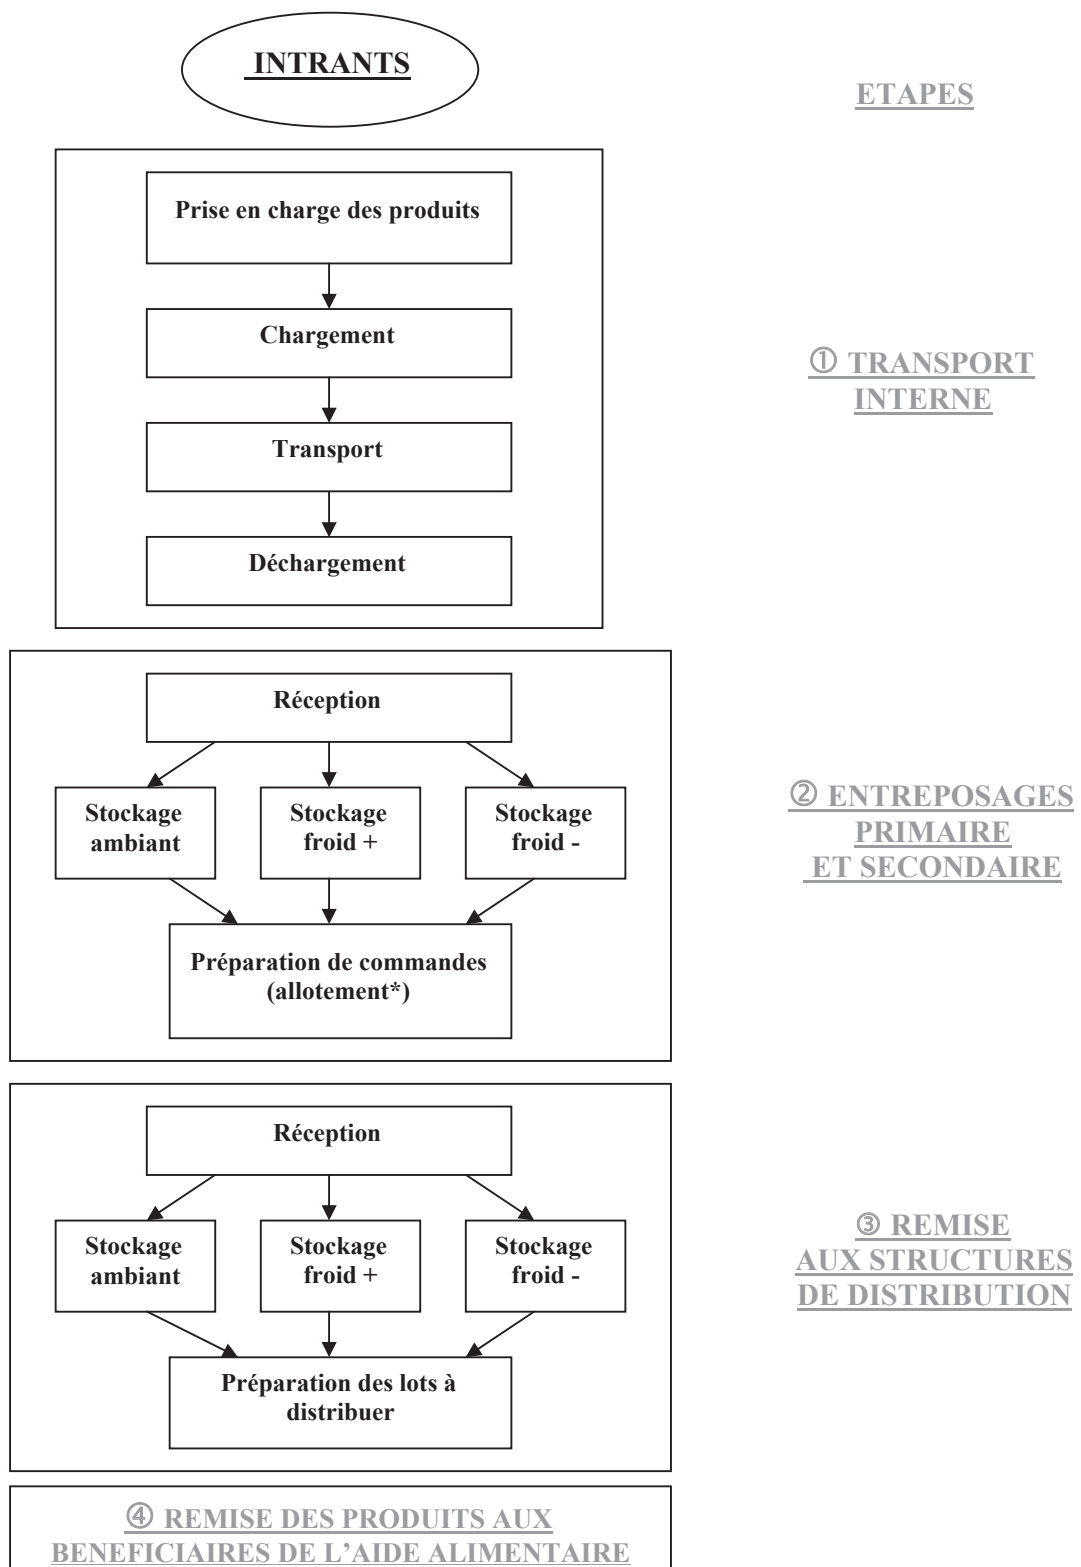 INTRANTS
ETAPES
Prise en charge des produits
Chargement
① TRANSPORT
INTERNE
Transport
Déchargement
Réception
Stockage
ambiant
Stockage
froid +
Stockage
froid -
② ENTREPOSAGES
PRIMAIRE
ET SECONDAIRE
Préparation de commandes
(allotement*)
Réception
Stockage
ambiant
Stockage
froid +
Stockage
froid -
③ REMISE
AUX STRUCTURES
DE DISTRIBUTION
Préparation des lots à
distribuer
④ REMISE DES PRODUITS AUX
BENEFICIAIRES DE L’AIDE ALIMENTAIRE